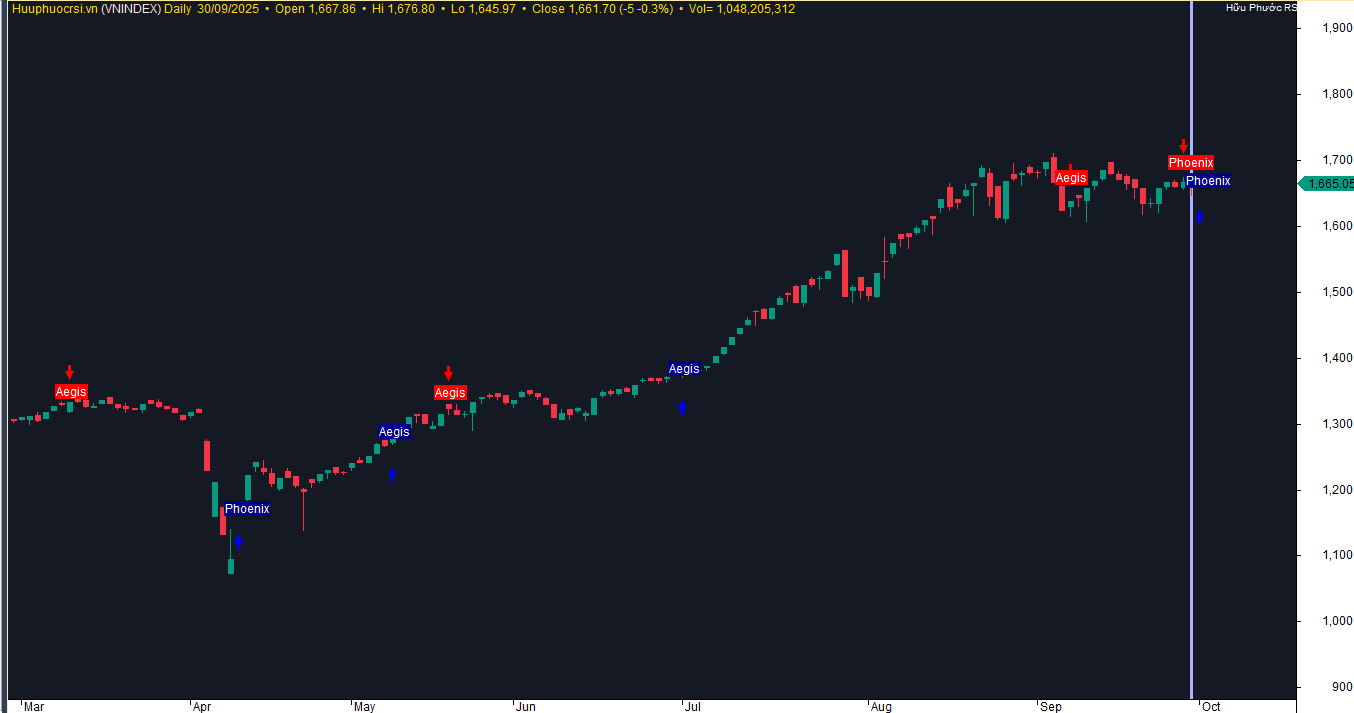 Huuphuocrsi.vn (VNINDEX) Daily 30/09/2025 • Open 1,667.86 • Hi 1,676.80 • Lo 1,645.97 • Close 1,661.70 (-5 -0.3%) • Vol= 1,048,205,312
Hữu Phước RS
1,900
1,800
1,700
Phoenix
Aegis
Phoenix
1,665.05
1,600
1,500
1,400
Aegis
Aegis
Aegis
1,300
Aegis
1,200
Phoenix
1,100
1,000
900
Mar Apr May Jun Jul Aug Sep Oct